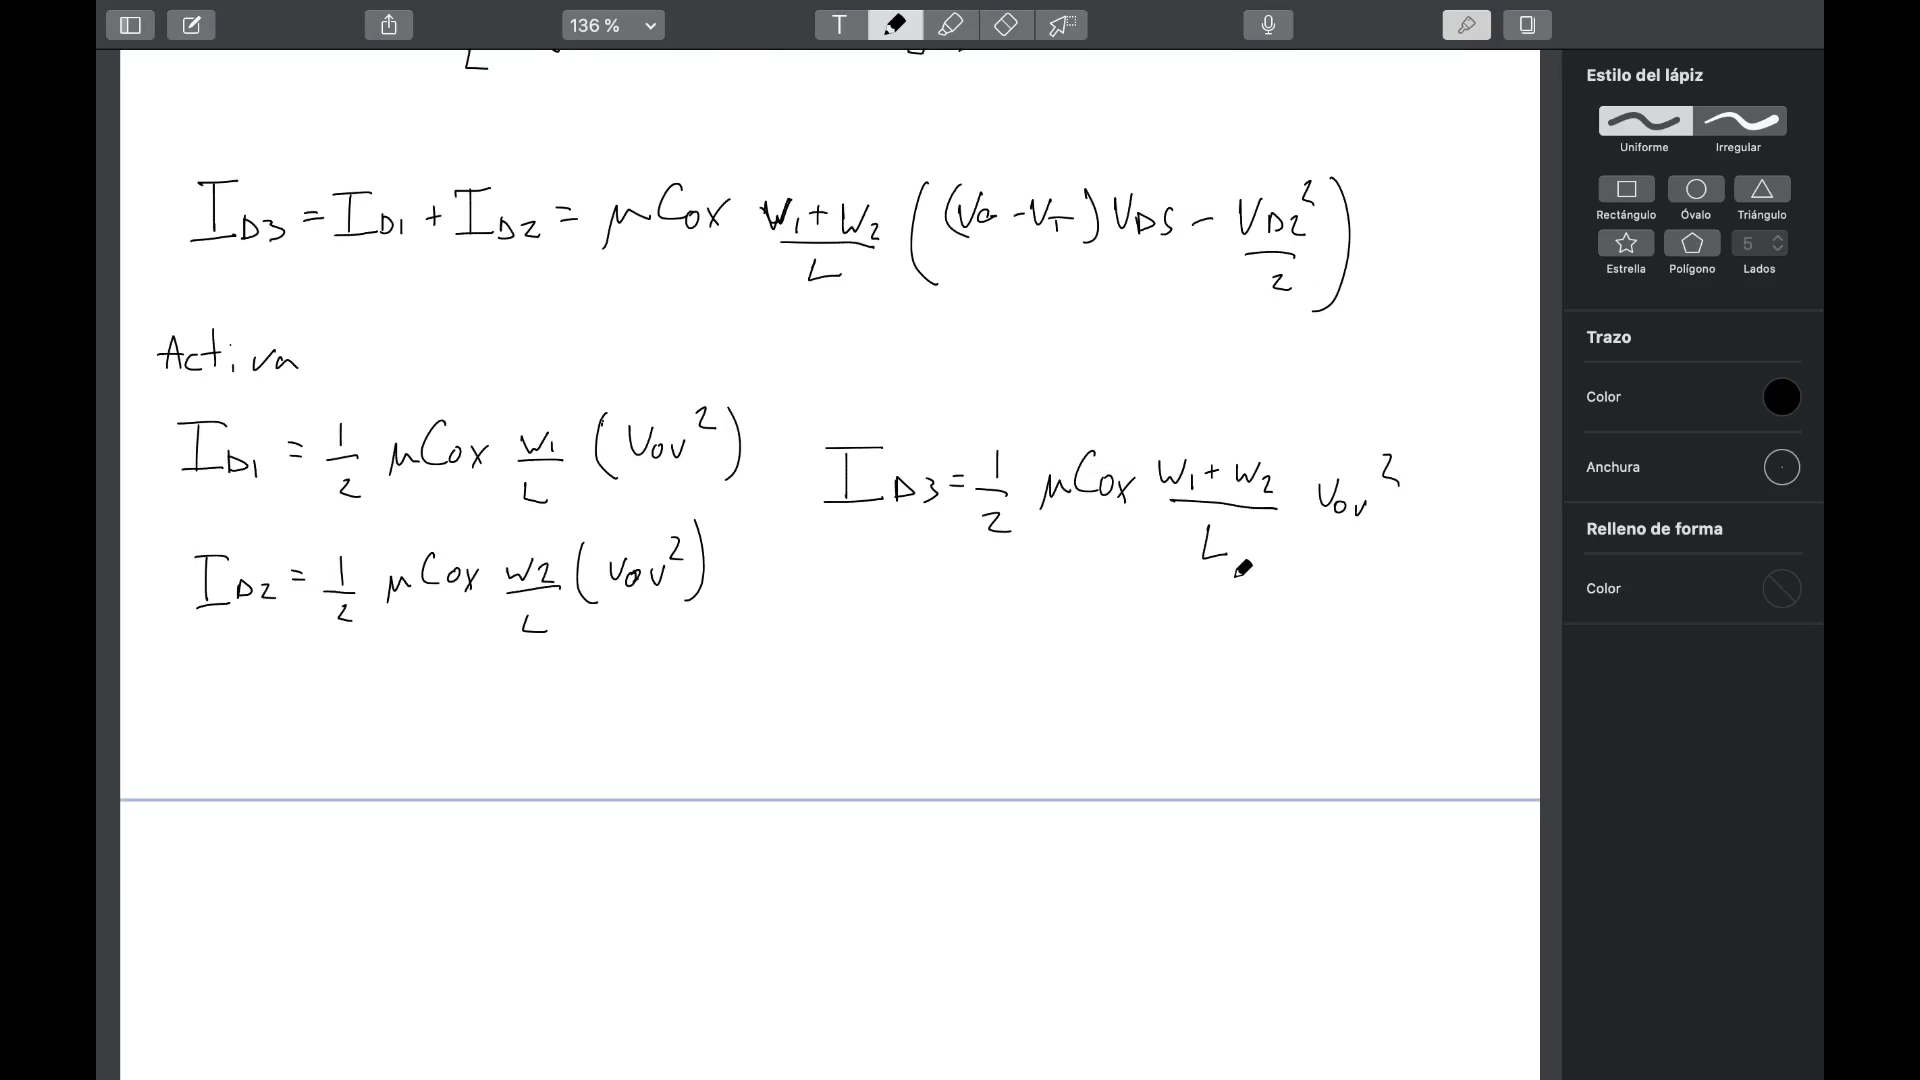 136 %
T
L
I_D3 = I_D1 + I_D2 = μCox (W1 + W2)/L ((VG - VT) VDS - VD2²/2)
Activa
I_D1 = 1/2 μCox W1/L (Vov²)
I_D3 = 1/2 μCox (W1 + W2)/L Vov²
I_D2 = 1/2 μCox W2/L (Vov²)
Estilo del lápiz
Uniforme Irregular
Rectángulo Óvalo Triángulo
5
Estrella Polígono Lados
Trazo
Color
Anchura
Relleno de forma
Color